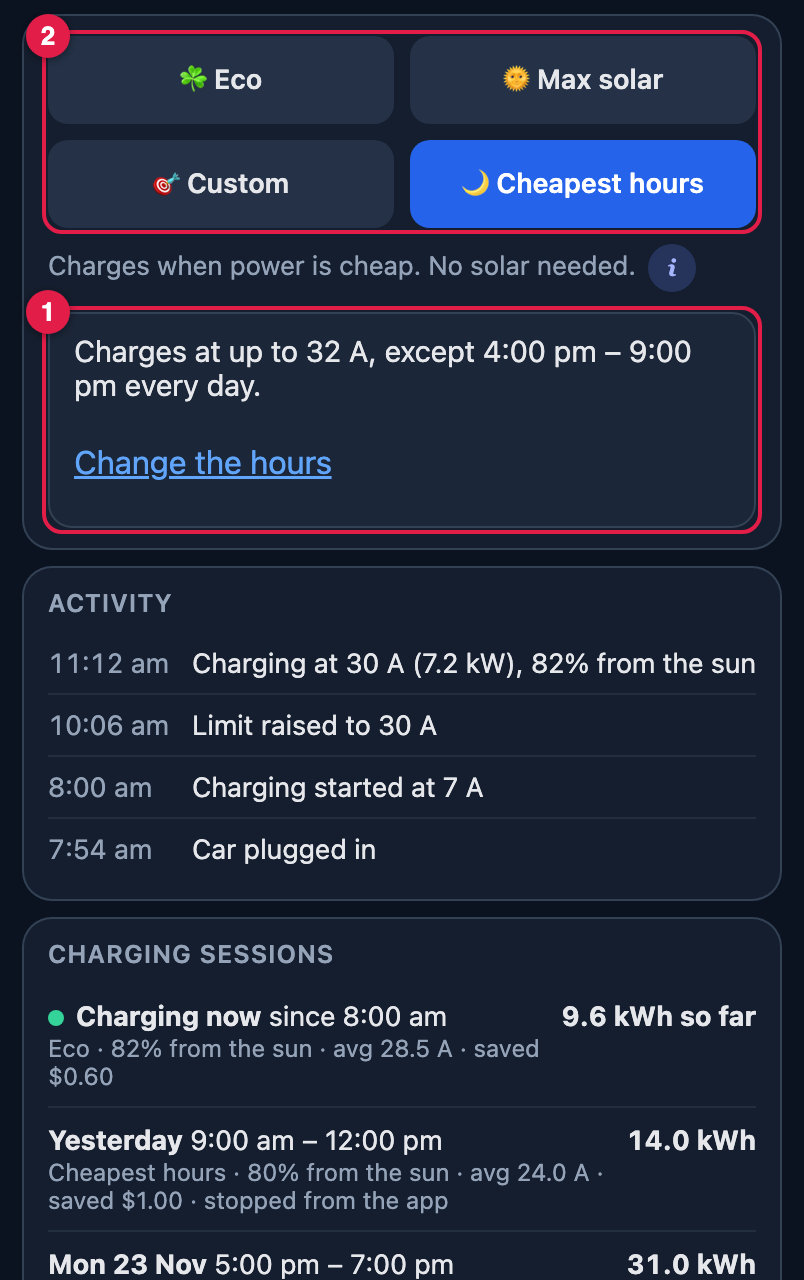 2
☘️ Eco
🌞 Max solar
🎯 Custom
🌙 Cheapest hours
Charges when power is cheap. No solar needed. i
1
Charges at up to 32 A, except 4:00 pm – 9:00
pm every day.
Change the hours
ACTIVITY
11:12 am Charging at 30 A (7.2 kW), 82% from the sun
10:06 am Limit raised to 30 A
8:00 am Charging started at 7 A
7:54 am Car plugged in
CHARGING SESSIONS
Charging now since 8:00 am 9.6 kWh so far
Eco · 82% from the sun · avg 28.5 A · saved
$0.60
Yesterday 9:00 am – 12:00 pm 14.0 kWh
Cheapest hours · 80% from the sun · avg 24.0 A ·
saved $1.00 · stopped from the app
Mon 23 Nov 5:00 pm – 7:00 pm 31.0 kWh